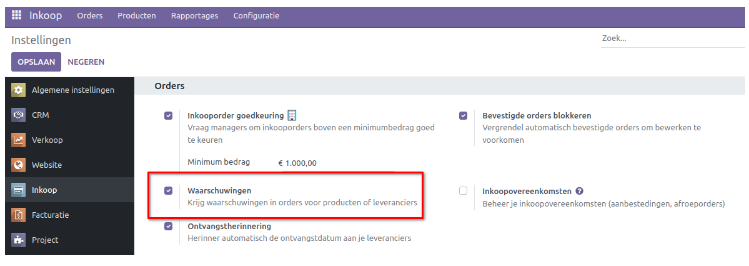 Inkoop Orders Producten Rapportages Configuratie
Instellingen
Zoek...
OPSLAAN NEGEREN
Algemene instellingen
CRM
Verkoop
Website
Inkoop
Facturatie
Project
Orders
Inkooporder goedkeuring
Vraag managers om inkooporders boven een minimumbedrag goed
te keuren
Minimum bedrag € 1.000,00
Bevestigde orders blokkeren
Vergrendel automatisch bevestigde orders om bewerken te
voorkomen
Waarschuwingen
Krijg waarschuwingen in orders voor producten of leveranciers
Inkoopovereenkomsten ?
Beheer je inkoopovereenkomsten (aanbestedingen, afroeporders)
Ontvangstherinnering
Herinner automatisch de ontvangstdatum aan je leveranciers